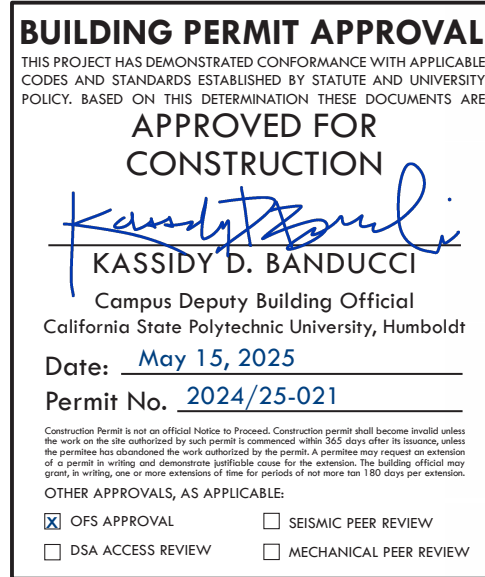 BUILDING PERMIT APPROVAL
THIS PROJECT HAS DEMONSTRATED CONFORMANCE WITH APPLICABLE
CODES AND STANDARDS ESTABLISHED BY STATUTE AND UNIVERSITY
POLICY. BASED ON THIS DETERMINATION THESE DOCUMENTS ARE
APPROVED FOR
CONSTRUCTION
KASSIDY D. BANDUCCI
Campus Deputy Building Official
California State Polytechnic University, Humboldt
Date: May 15, 2025
Permit No. 2024/25-021
Construction Permit is not an official Notice to Proceed. Construction permit shall become invalid unless
the work on the site authorized by such permit is commenced within 365 days after its issuance, unless
the permitee has abandoned the work authorized by the permit. A permitee may request an extension
of a permit in writing and demonstrate justifiable cause for the extension. The building official may
grant, in writing, one or more extensions of time for periods of not more tan 180 days per extension.
OTHER APPROVALS, AS APPLICABLE:
X OFS APPROVAL
SEISMIC PEER REVIEW
DSA ACCESS REVIEW
MECHANICAL PEER REVIEW